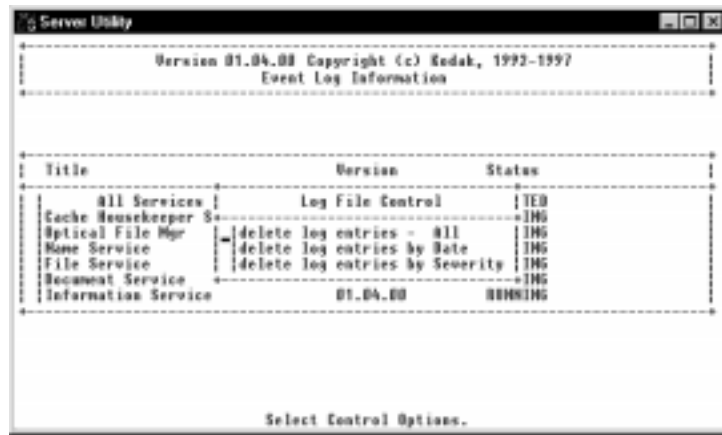 Server Utility
Version 01.04.00 Copyright (c) Kodak, 1992-1997
Event Log Information
Title Version Status
All Services Log File Control TED
Cache Housekeeper S ING
Optical File Mgr delete log entries - All ING
Name Service delete log entries by Date ING
File Service delete log entries by Severity ING
Document Service ING
Information Service 01.04.00 RUNNING
Select Control Options.